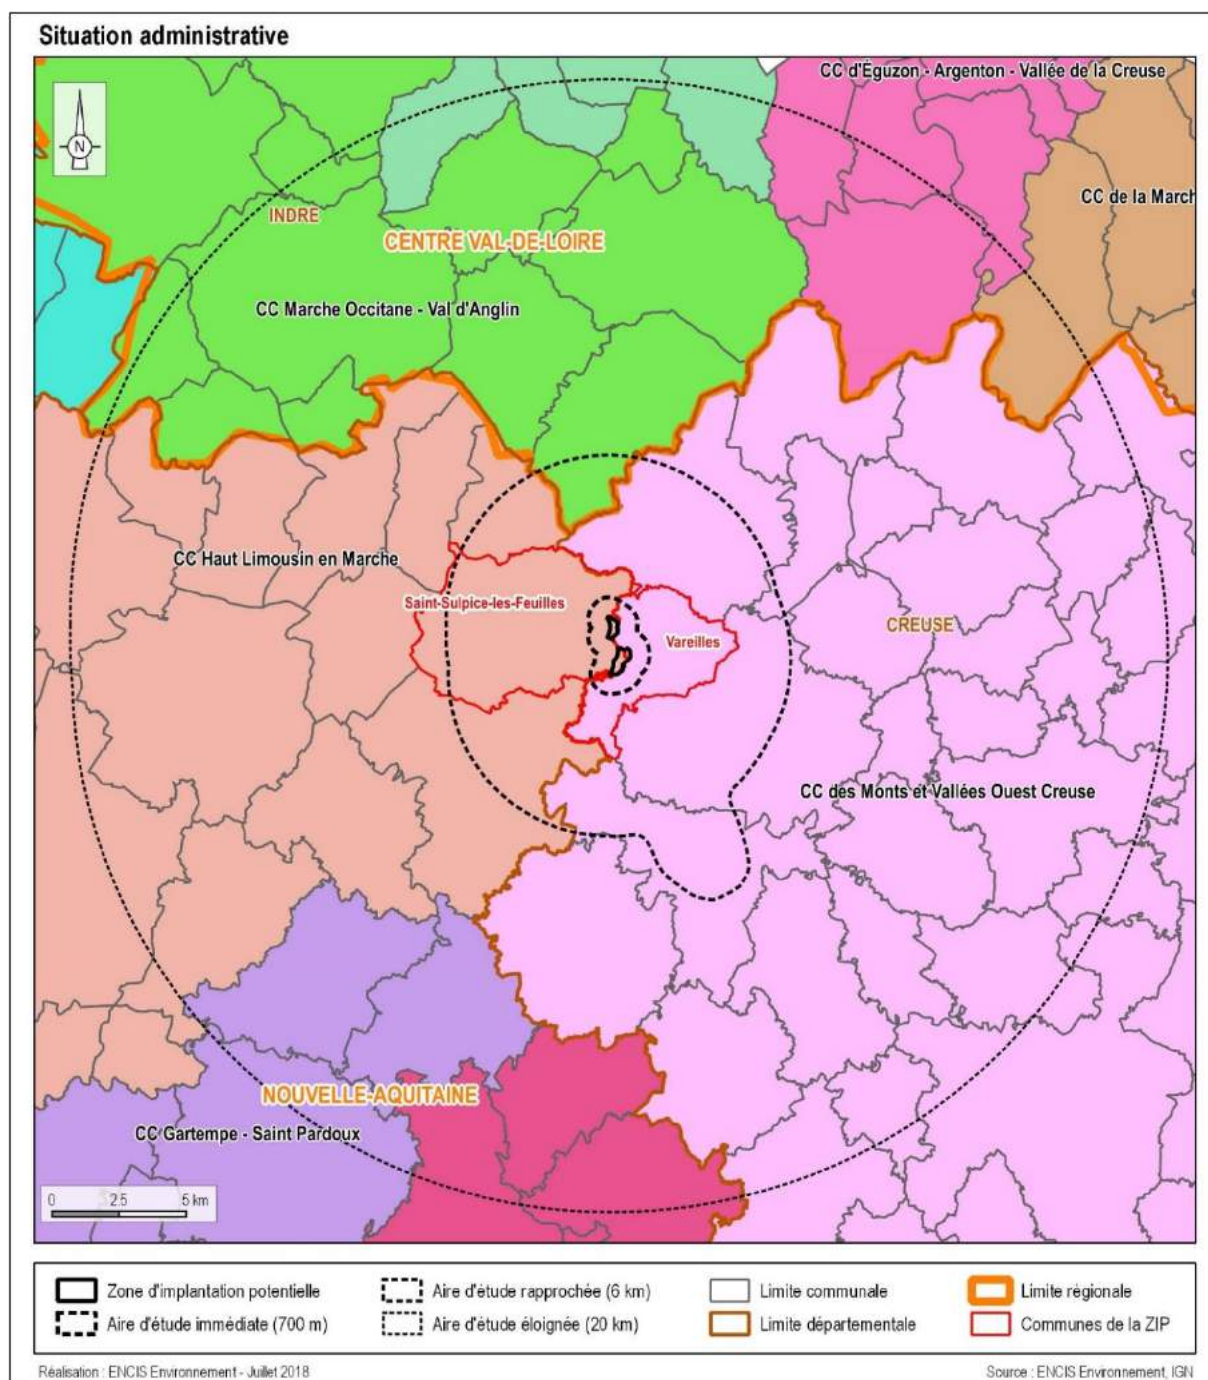 Situation administrative
CC d'Éguzon - Argenton - Vallée de la Creuse
N
CC de la March
INDRE
CENTRE VAL-DE-LOIRE
CC Marche Occitane - Val d'Anglin
CC Haut Limousin en Marche
Saint-Sulpice-les-Feuilles
Vareilles
CREUSE
CC des Monts et Vallées Ouest Creuse
NOUVELLE-AQUITAINE
CC Gartempe - Saint Pardoux
0 2.5 5 km
Zone d'implantation potentielle
Aire d'étude rapprochée (6 km)
Limite communale
Limite régionale
Aire d'étude immédiate (700 m)
Aire d'étude éloignée (20 km)
Limite départementale
Communes de la ZIP
Réalisation : ENCIS Environnement - Juillet 2018
Source : ENCIS Environnement, IGN